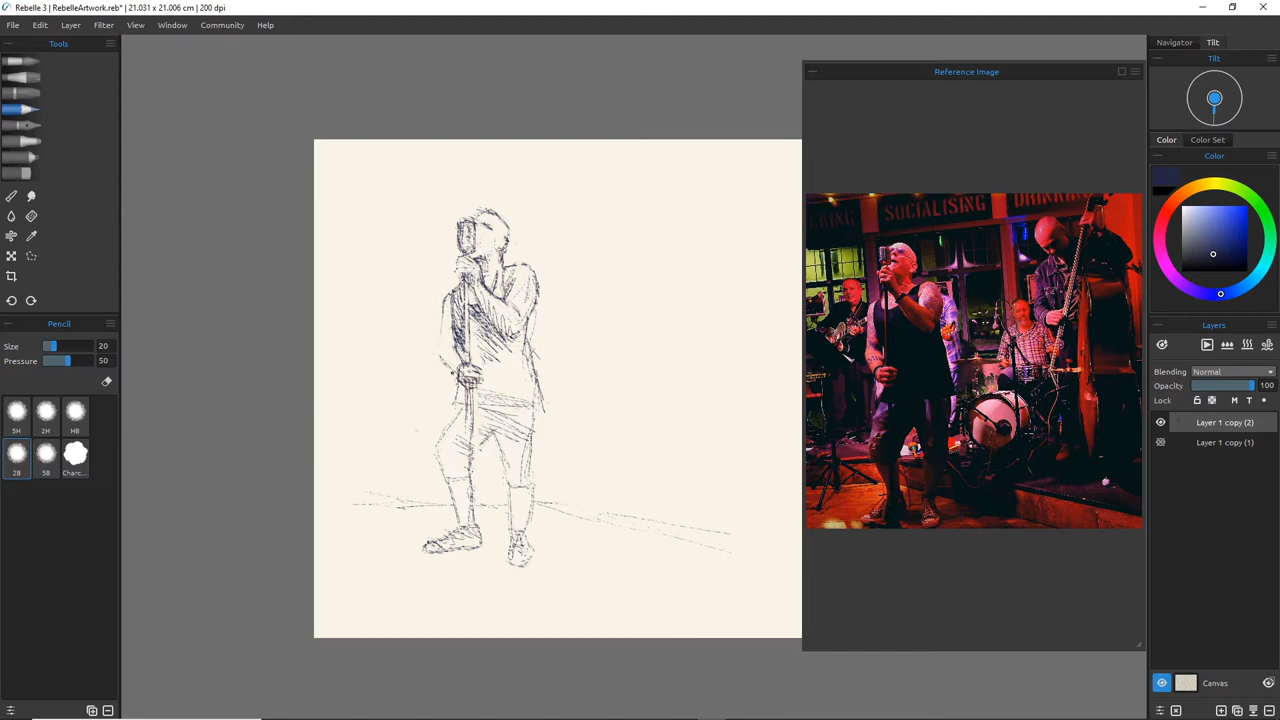 Rebelle 3 | RebelleArtwork.reb* | 21.031 x 21.006 cm | 200 dpi
File Edit Layer Filter View Window Community Help
Tools
Pencil
Size 20
Pressure 50
5H 2H HB
2B 5B Charc...
Reference Image
SOCIALISING
DRINKING
Navigator Tilt
Tilt
Color Color Set
Color
Layers
Blending Normal
Opacity 100
Lock M T
Layer 1 copy (2)
Layer 1 copy (1)
Canvas